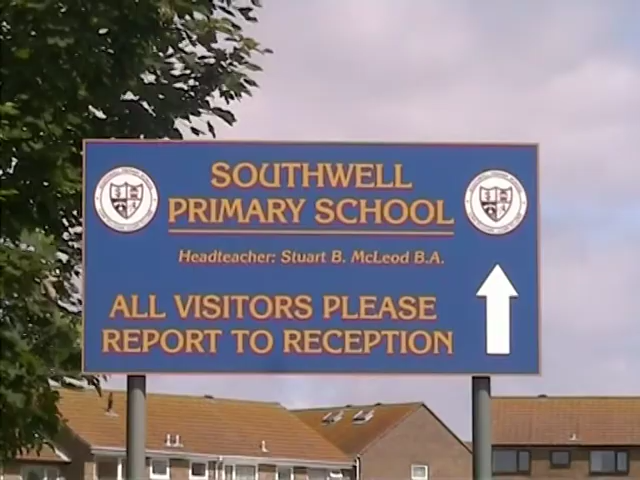 SOUTHWELL
PRIMARY SCHOOL
Headteacher: Stuart B. McLeod B.A.
ALL VISITORS PLEASE
REPORT TO RECEPTION